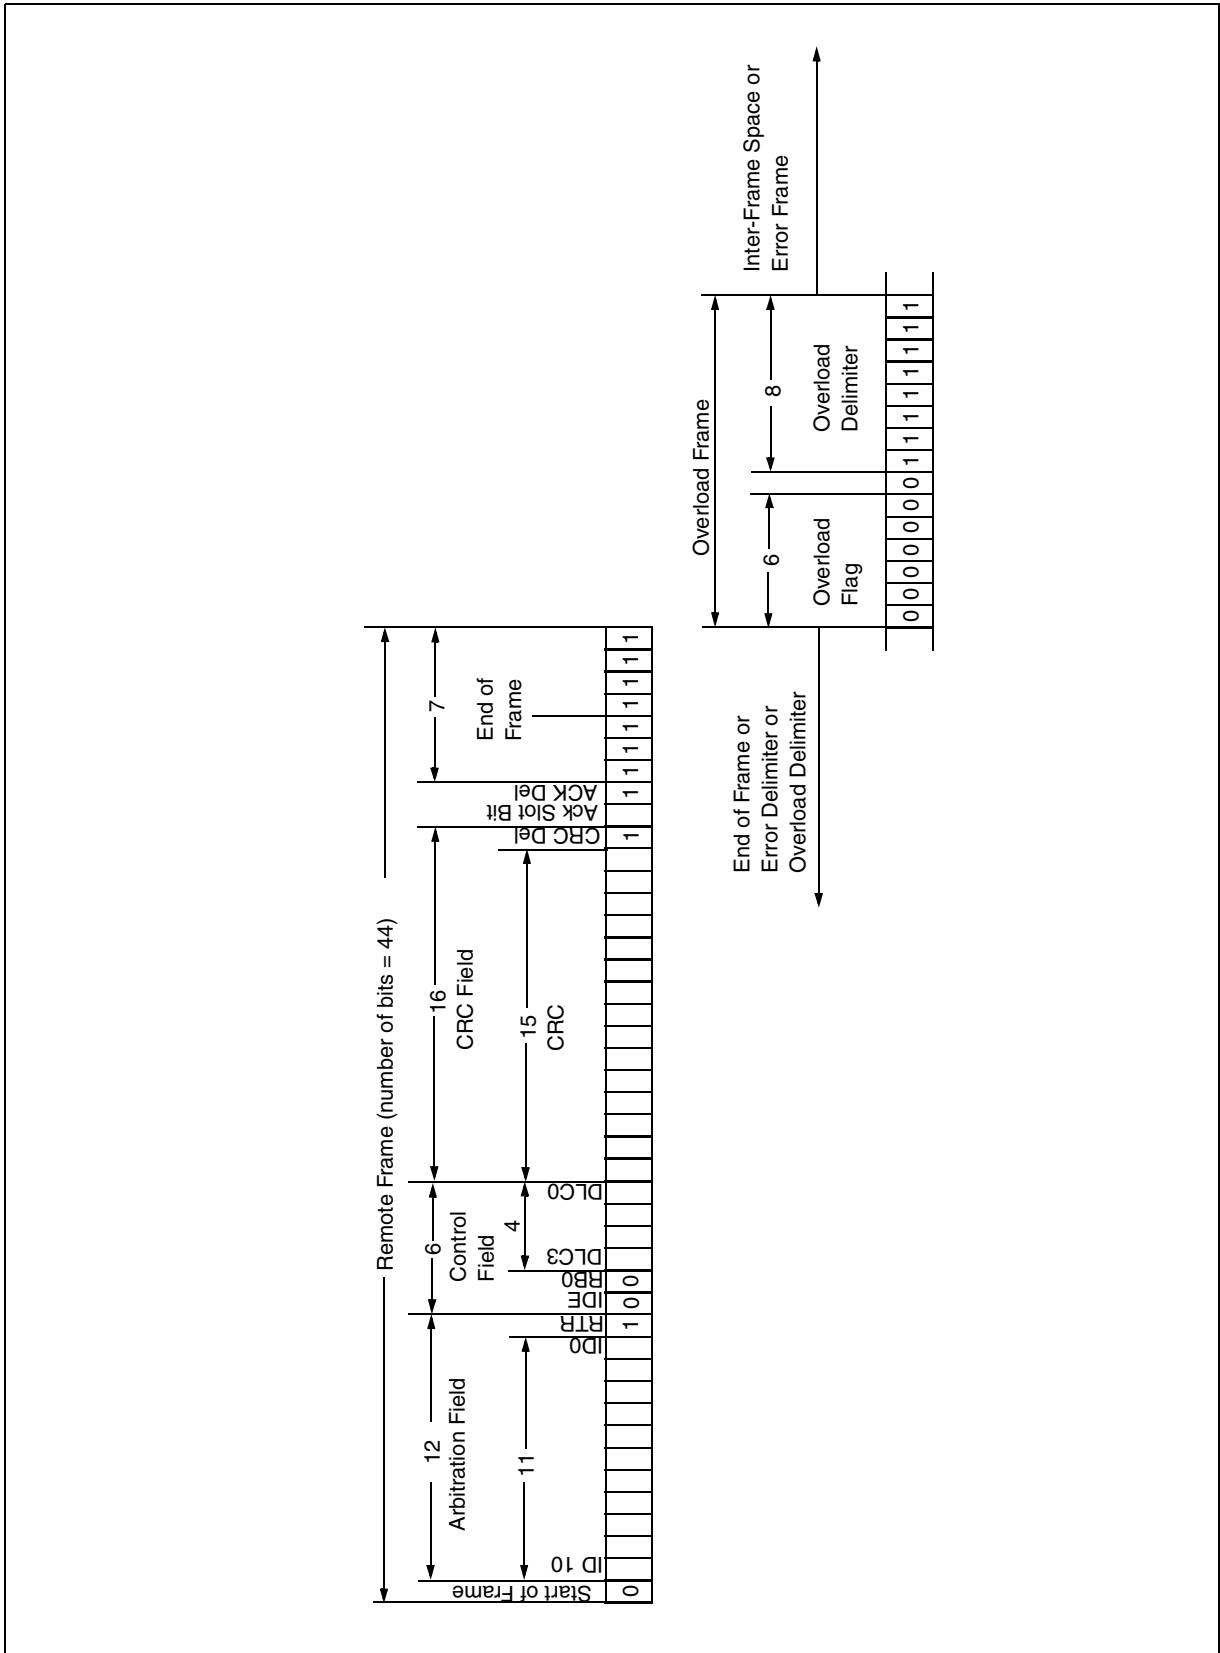 Remote Frame (number of bits = 44)
12
Arbitration Field
6
Control
Field
16
CRC Field
7
End of
Frame
11
4
15
CRC
Start of Frame
ID 10
ID0
RTR
IDE
RB0
DLC3
DLC0
CRC Del
Ack Slot Bit
ACK Del
0 1 0 0 1 1 1 1 1 1 1 1 1
Overload Frame
End of Frame or
Error Delimiter or
Overload Delimiter
6
Overload
Flag
8
Overload
Delimiter
Inter-Frame Space or
Error Frame
0 0 0 0 0 0 0 1 1 1 1 1 1 1 1